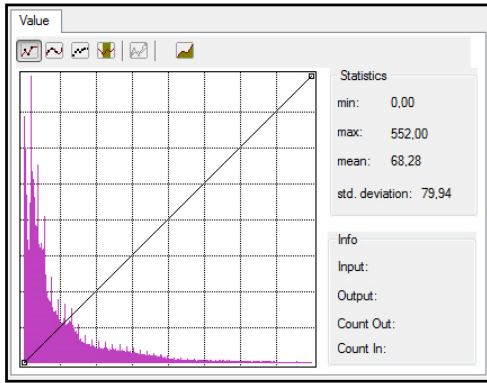 Value
Statistics
min: 0,00
max: 552,00
mean: 68,28
std. deviation: 79,94
Info
Input:
Output:
Count Out:
Count In: